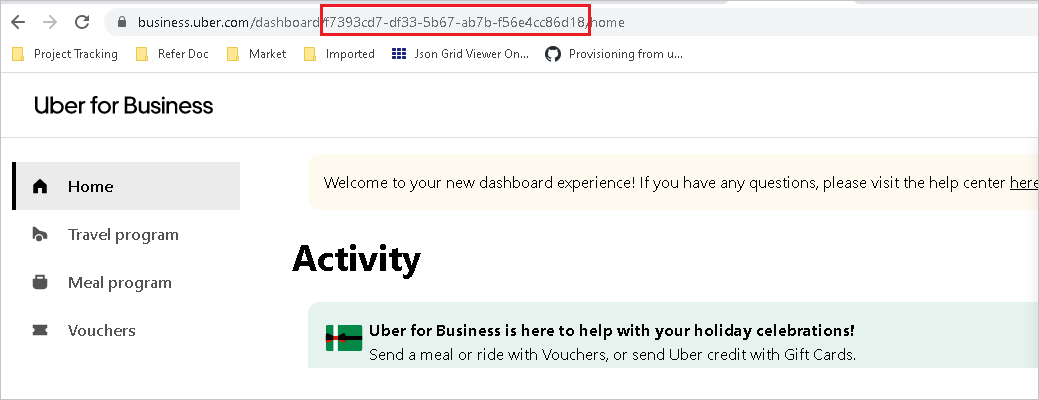 business.uber.com/dashboard/f7393cd7-df33-5b67-ab7b-f56e4cc86d18/home
Project Tracking Refer Doc Market Imported Json Grid Viewer On... Provisioning from u...
Uber for Business
Home
Travel program
Meal program
Vouchers
Welcome to your new dashboard experience! If you have any questions, please visit the help center here
Activity
Uber for Business is here to help with your holiday celebrations!
Send a meal or ride with Vouchers, or send Uber credit with Gift Cards.